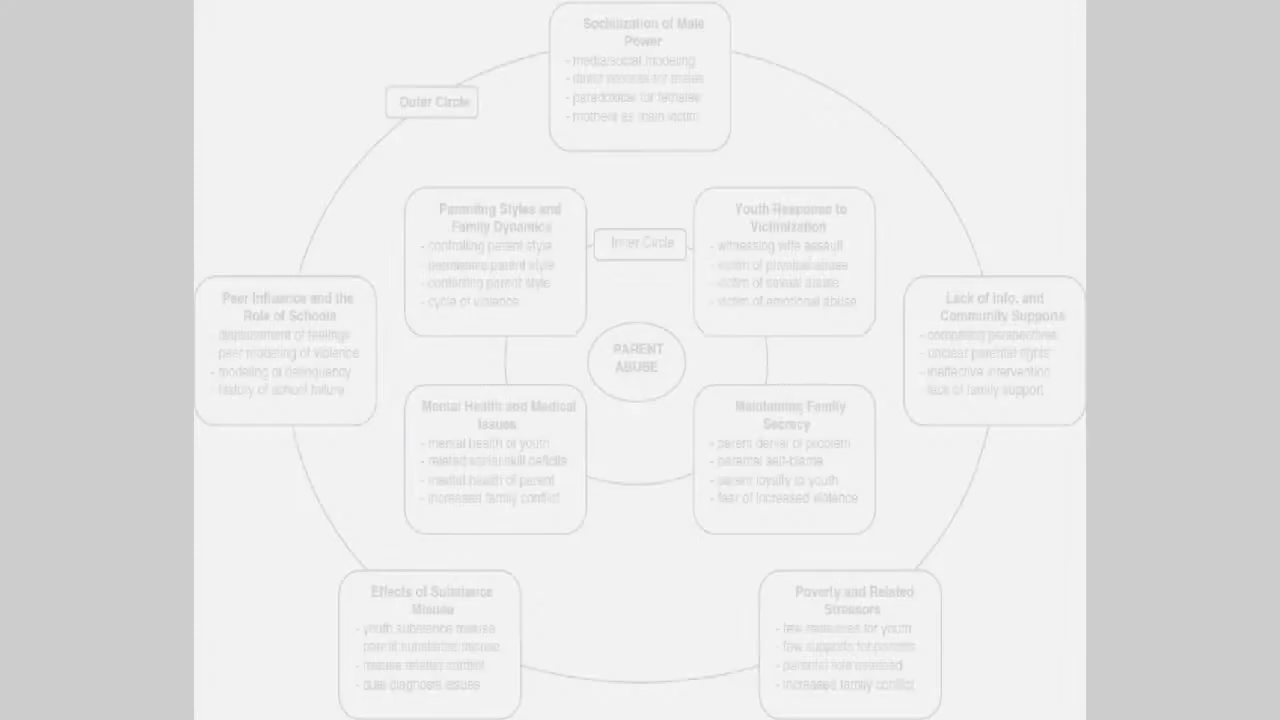 Socilization of Male
Power
- media/social modeling
- direct models for males
- paradoxical for females
- mothers as main victim
Outer Circle
Parenting Styles and
Family Dynamics
- controlling parent style
- permissive parent style
- conflicting parent style
- cycle of violence
Inner Circle
Youth Response to
Victimization
- witnessing wife assault
- victim of physical abuse
- victim of sexual abuse
- victim of emotional abuse
Peer Influence and the
Role of Schools
- displacement of feelings
- peer modeling of violence
- modeling of delinquency
- history of school failure
PARENT
ABUSE
Lack of Info. and
Community Supports
- competing perspectives
- unclear parental rights
- ineffective intervention
- lack of family support
Mental Health and Medical
Issues
- mental health of youth
- related social skill deficits
- mental health of parent
- increased family conflict
Maintaining Family
Secrecy
- parent denial of problem
- parental self-blame
- parent loyalty to youth
- fear of increased violence
Effects of Substance
Misuse
- youth substance misuse
- parent substance misuse
- misuse related conflict
- dual diagnosis issues
Poverty and Related
Stressors
- few resources for youth
- few supports for parents
- parental role overload
- increased family conflict